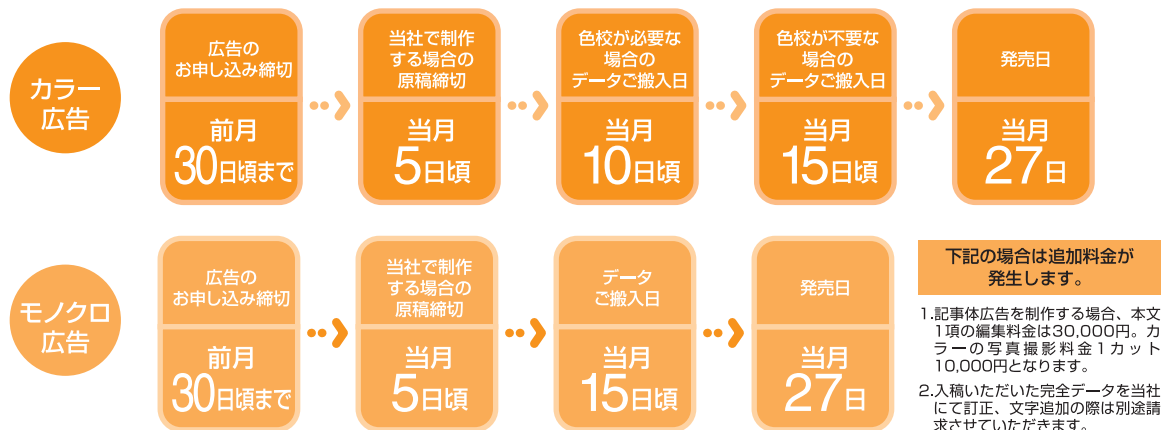 カラー
広告
広告の
お申し込み締切
前月
30日頃まで
当社で制作
する場合の
原稿締切
当月
5日頃
色校が必要な
場合の
データご搬入日
当月
10日頃
色校が不要な
場合の
データご搬入日
当月
15日頃
発売日
当月
27日
モノクロ
広告
広告の
お申し込み締切
前月
30日頃まで
当社で制作
する場合の
原稿締切
当月
5日頃
データ
ご搬入日
当月
15日頃
発売日
当月
27日
下記の場合は追加料金が
発生します。
1.記事体広告を制作する場合、本文
1項の編集料金は30,000円。カ
ラーの写真撮影料金1カット
10,000円となります。
2.入稿いただいた完全データを当社
にて訂正、文字追加の際は別途請
求させていただきます。